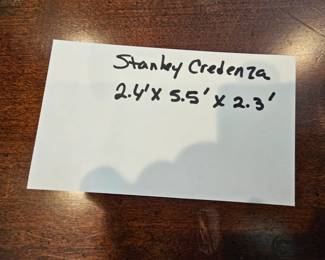 Stanley Credenza
2.4' x 5.5' x 2.3'